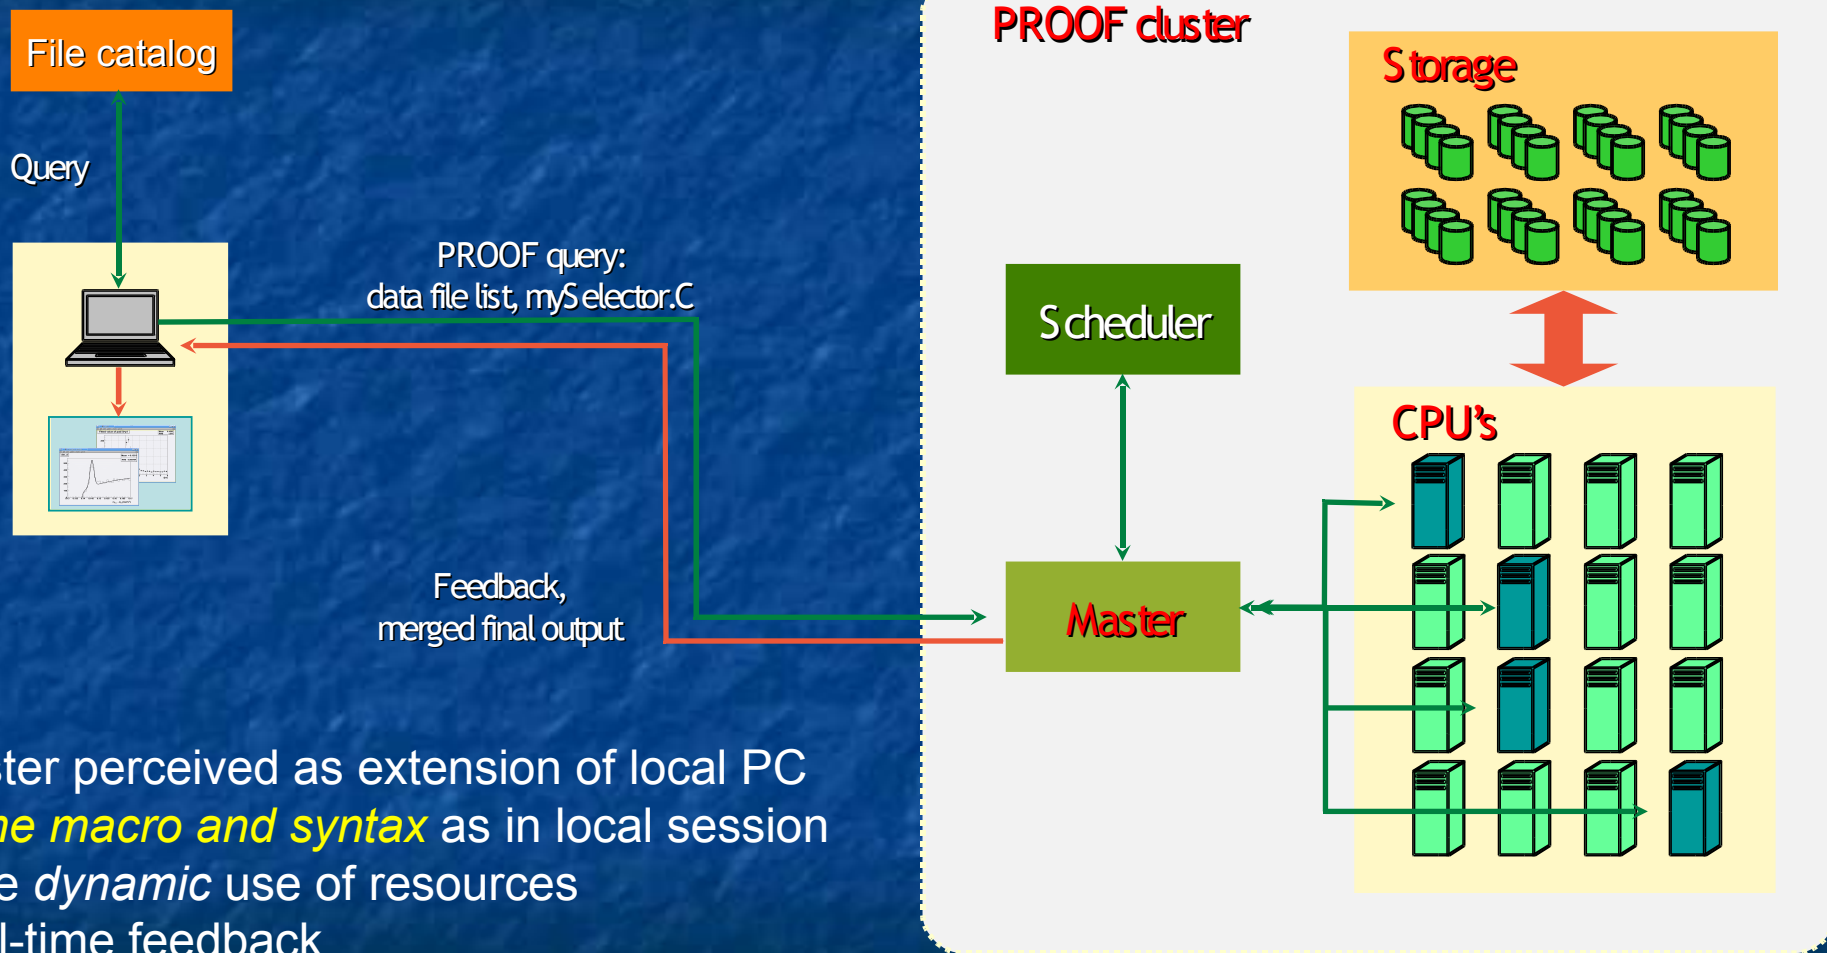 PROOF cluster
File catalog
Storage
Query
PROOF query:
data file list, mySelector.C
Scheduler
CPU's
Feedback,
merged final output
Master
ster perceived as extension of local PC
me macro and syntax as in local session
e dynamic use of resources
l-time feedback